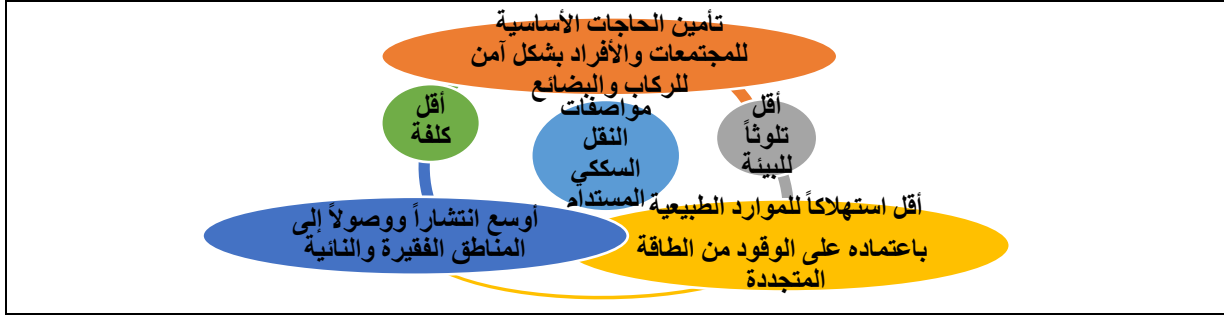 تأمين الحاجات الأساسية
للمجتمعات والأفراد بشكل آمن
للركاب والبضائع
أقل
كلفة
مواصفات
النقل
السككي
المستدام
أقل
تلوثاً
للبيئة
أقل استهلاكاً للموارد الطبيعية
باعتماده على الوقود من الطاقة
المتجددة
أوسع انتشاراً ووصولاً إلى
المناطق الفقيرة والنائية